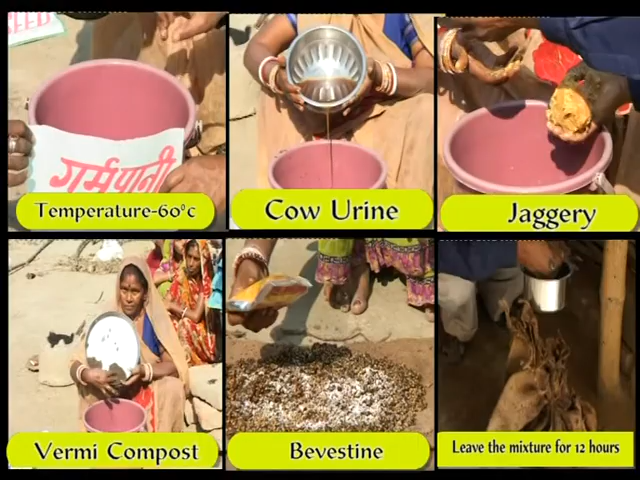 गर्म पानी
Temperature-60°c
Cow Urine
Jaggery
Vermi Compost
Bevestine
Leave the mixture for 12 hours